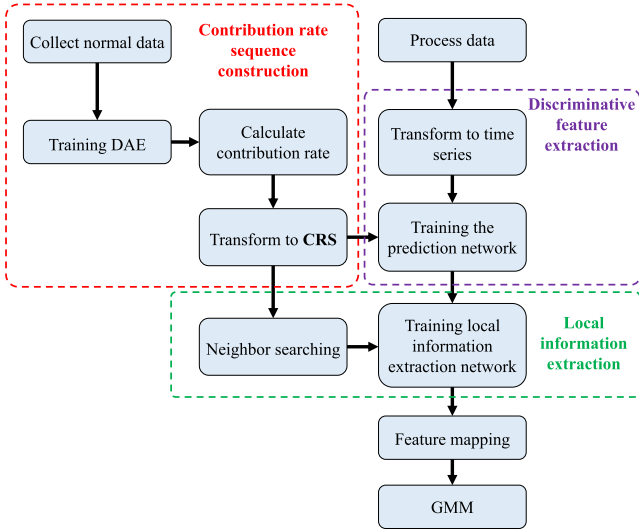 Collect normal data
Contribution rate
sequence
construction
Process data
Training DAE
Calculate
contribution rate
Transform to CRS
Discriminative
feature
extraction
Transform to time
series
Training the
prediction network
Neighbor searching
Training local
information
extraction network
Local
information
extraction
Feature mapping
GMM